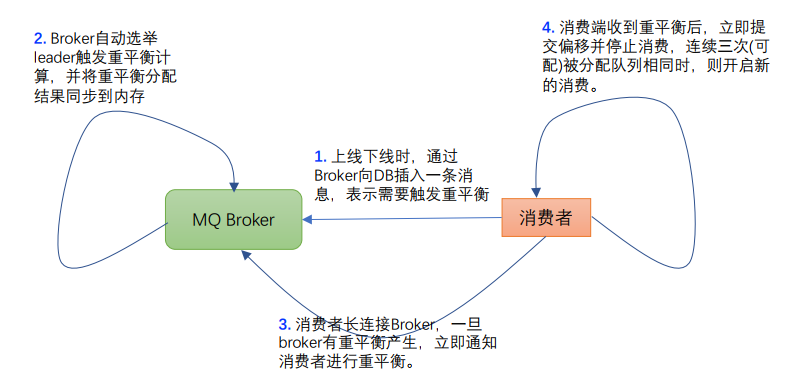 2. Broker自动选举
leader触发重平衡计
算，并将重平衡分配
结果同步到内存
4. 消费端收到重平衡后，立即提
交偏移并停止消费，连续三次(可
配)被分配队列相同时，则开启新
的消费。
1. 上线下线时，通过
Broker向DB插入一条消
息，表示需要触发重平衡
MQ Broker
消费者
3. 消费者长连接Broker，一旦
broker有重平衡产生，立即通知
消费者进行重平衡。